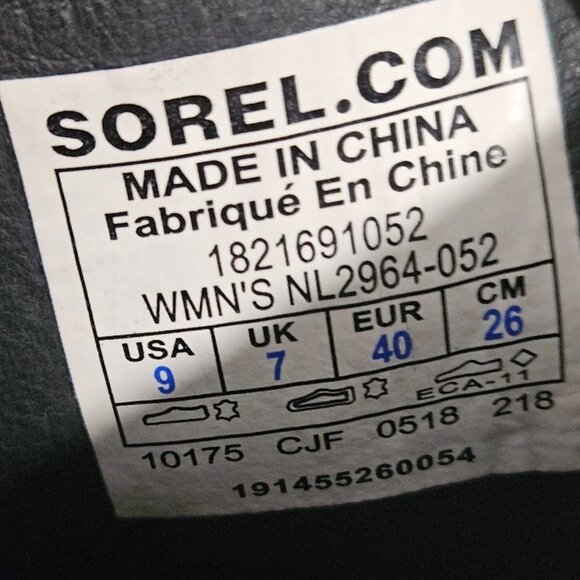 SOREL.COM
MADE IN CHINA
Fabriqué En Chine
1821691052
WMN'S NL2964-052
USA UK EUR CM
9 7 40 26
ECA-11
10175 CJF 0518 218
191455260054